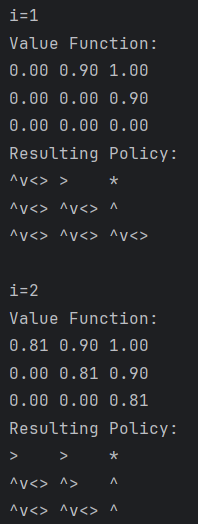 i=1
Value Function:
0.00 0.90 1.00
0.00 0.00 0.90
0.00 0.00 0.00
Resulting Policy:
^v<> >    *
^v<> ^v<> ^
^v<> ^v<> ^v<>

i=2
Value Function:
0.81 0.90 1.00
0.00 0.81 0.90
0.00 0.00 0.81
Resulting Policy:
>    >    *
^v<> ^>   ^
^v<> ^v<> ^